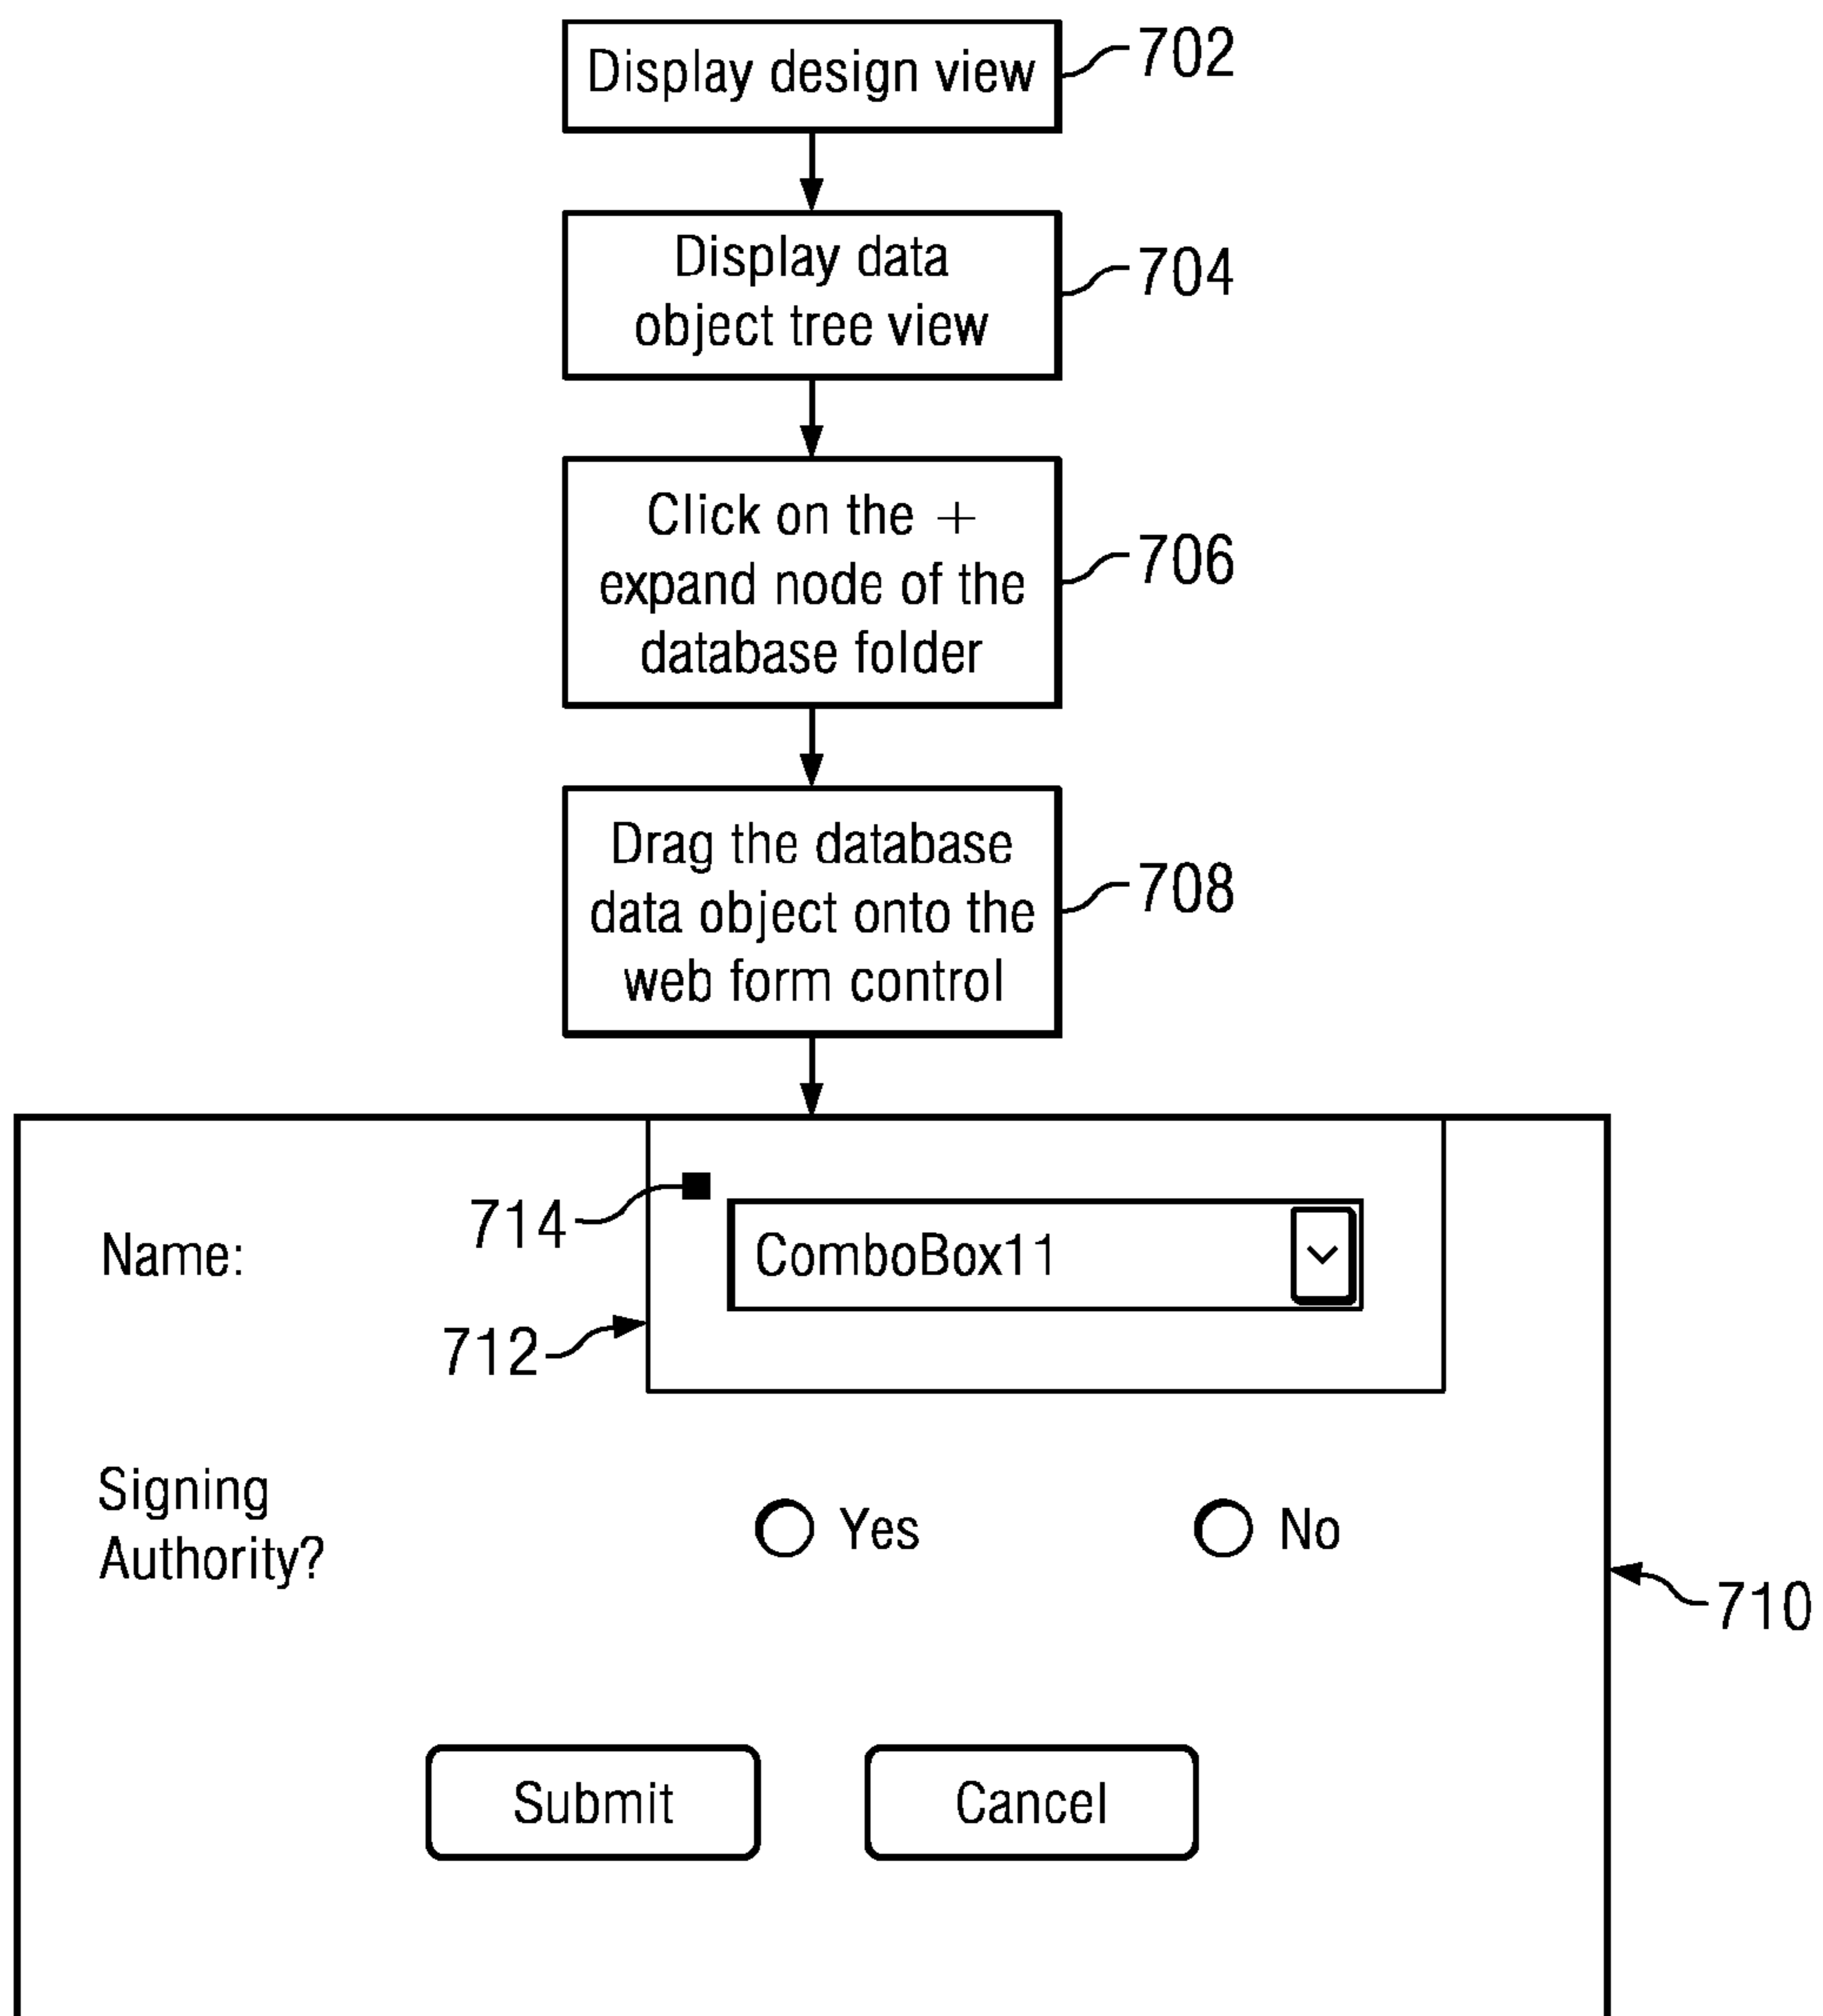 Display design view
702
Display data
object tree view
704
Click on the +
expand node of the
database folder
706
Drag the database
data object onto the
web form control
708
714
Name:
ComboBox11
712
Signing
Authority?
Yes
No
710
Submit
Cancel